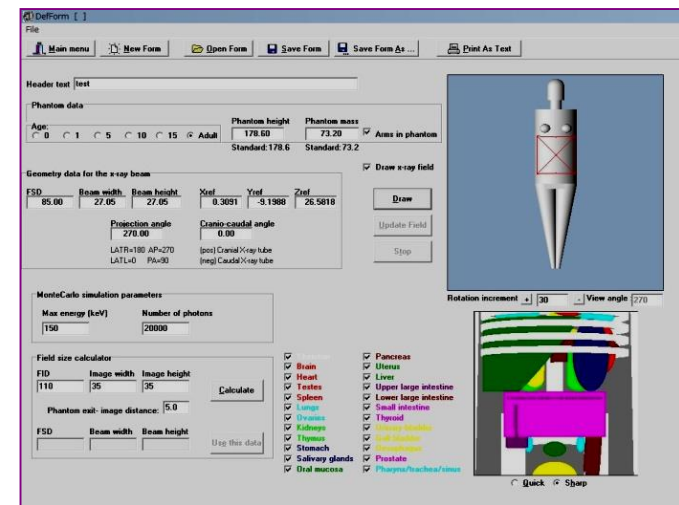 DefForm [ ]
File
Main menu New Form Open Form Save Form Save Form As ... Print As Text
Header text test
Phantom data
Age: 0 1 5 10 15 Adult
Phantom height Phantom mass
178.60 73.20 Arms in phantom
Standard: 178.6 Standard: 73.2
Draw x-ray field
Geometry data for the x-ray beam
FSD Beam width Beam height Xref Yref Zref
85.00 27.05 27.05 0.3091 -9.1988 26.5818
Draw
Projection angle Cranio-caudal angle
270.00 0.00
Update Field
LATR=180 AP=270 (pos) Cranial X-ray tube
LATL=0 PA=90 (neg) Caudal X-ray tube
Stop
Rotation increment + 30 - View angle 270
MonteCarlo simulation parameters
Max energy (keV) Number of photons
150 20000
Field size calculator
FID Image width Image height
110 35 35
Calculate
Phantom exit- image distance: 5.0
FSD Beam width Beam height
Use this data
Skeleton
Brain
Heart
Testes
Spleen
Lungs
Ovaries
Kidneys
Thymus
Stomach
Salivary glands
Oral mucosa
Pancreas
Uterus
Liver
Upper large intestine
Lower large intestine
Small intestine
Thyroid
Urinary bladder
Gall bladder
Oesophagus
Prostate
Pharynx/trachea/sinus
Quick Sharp